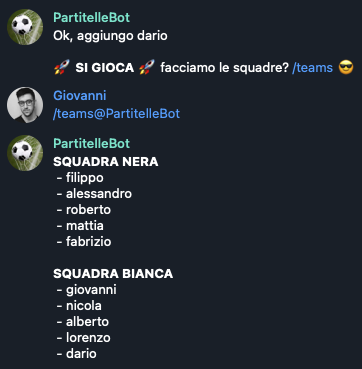 PartitelleBot
Ok, aggiungo dario
🚀 SI GIOCA 🚀 facciamo le squadre? /teams 😎
Giovanni
/teams@PartitelleBot
PartitelleBot
SQUADRA NERA
- filippo
- alessandro
- roberto
- mattia
- fabrizio
SQUADRA BIANCA
- giovanni
- nicola
- alberto
- lorenzo
- dario